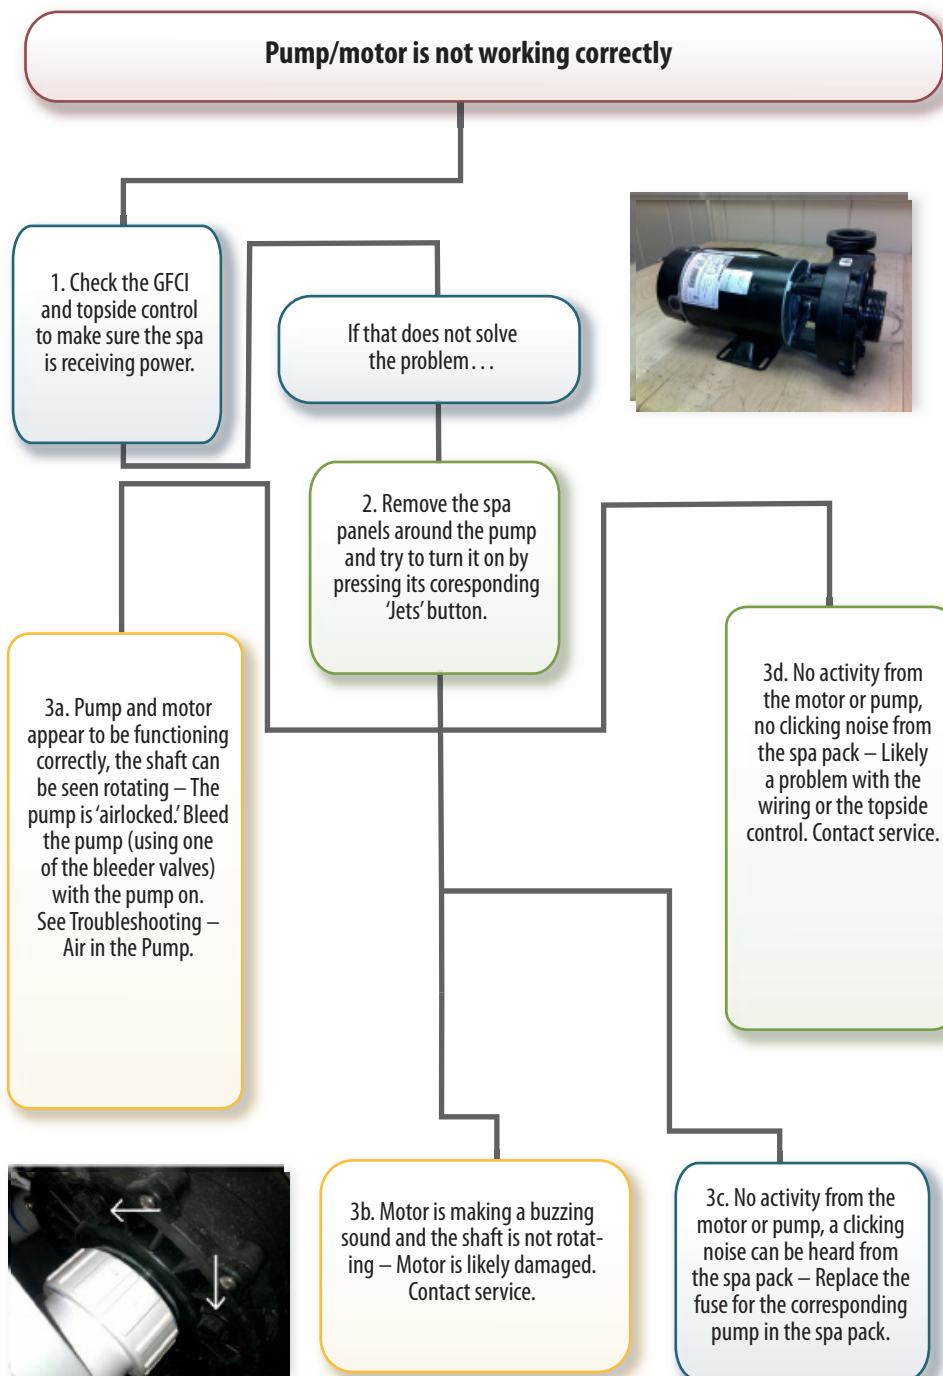 Pump/motor is not working correctly
1. Check the GFCI
and topside control
to make sure the spa
is receiving power.
If that does not solve
the problem…
2. Remove the spa
panels around the pump
and try to turn it on by
pressing its coresponding
‘Jets’ button.
3a. Pump and motor
appear to be functioning
correctly, the shaft can
be seen rotating – The
pump is ‘airlocked.’ Bleed
the pump (using one
of the bleeder valves)
with the pump on.
See Troubleshooting –
Air in the Pump.
3d. No activity from
the motor or pump,
no clicking noise from
the spa pack – Likely
a problem with the
wiring or the topside
control. Contact service.
3b. Motor is making a buzzing
sound and the shaft is not rotat-
ing – Motor is likely damaged.
Contact service.
3c. No activity from the
motor or pump, a clicking
noise can be heard from
the spa pack – Replace the
fuse for the corresponding
pump in the spa pack.